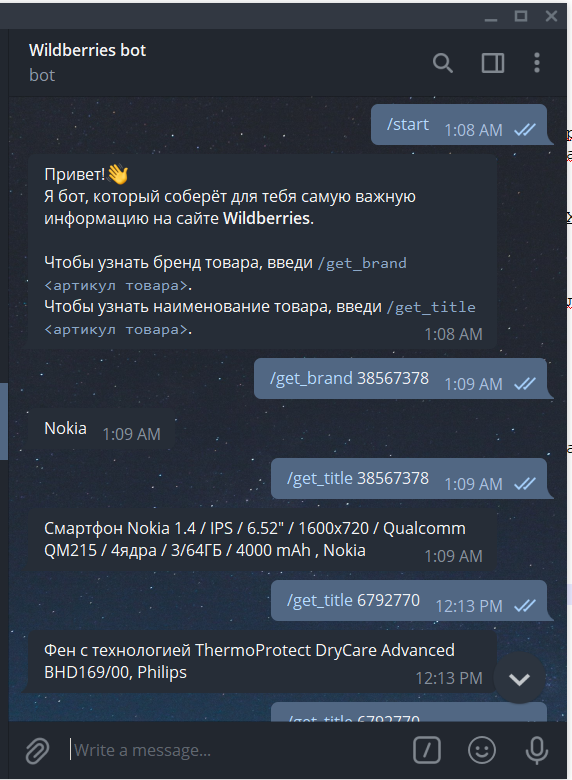 Wildberries bot
bot
/start 1:08 AM
Привет!👋
Я бот, который соберёт для тебя самую важную
информацию на сайте Wildberries.
Чтобы узнать бренд товара, введи /get_brand
<артикул товара>.
Чтобы узнать наименование товара, введи /get_title
<артикул товара>.
1:08 AM
/get_brand 38567378 1:09 AM
Nokia 1:09 AM
/get_title 38567378 1:09 AM
Смартфон Nokia 1.4 / IPS / 6.52" / 1600x720 / Qualcomm
QM215 / 4ядра / 3/64ГБ / 4000 mAh , Nokia 1:09 AM
/get_title 6792770 12:13 PM
Фен с технологией ThermoProtect DryCare Advanced
BHD169/00, Philips 12:13 PM
/get_title 6792770
Write a message...